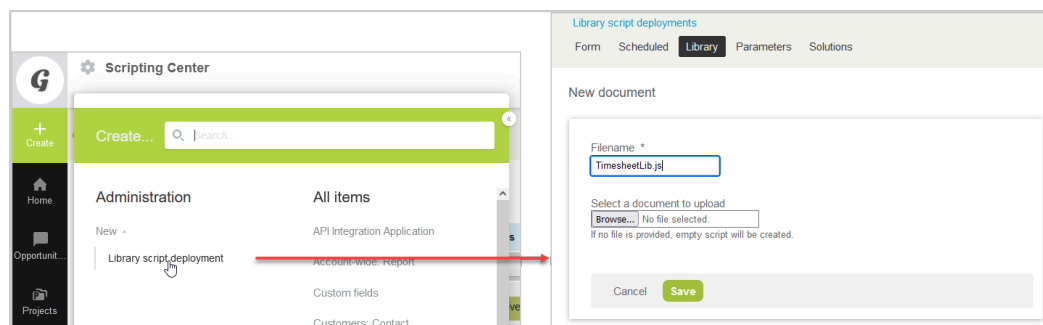 G
Scripting Center
+
Create
Create...
Search...
«
Home
Administration
All items
New -
API Integration Application
Library script deployment
Account-wide: Report
Opportunit...
Custom fields
Projects
Customers: Contact
s
ve
Library script deployments
Form Scheduled Library Parameters Solutions
New document
Filename *
TimesheetLib.js
Select a document to upload
Browse... No file selected.
If no file is provided, empty script will be created.
Cancel Save